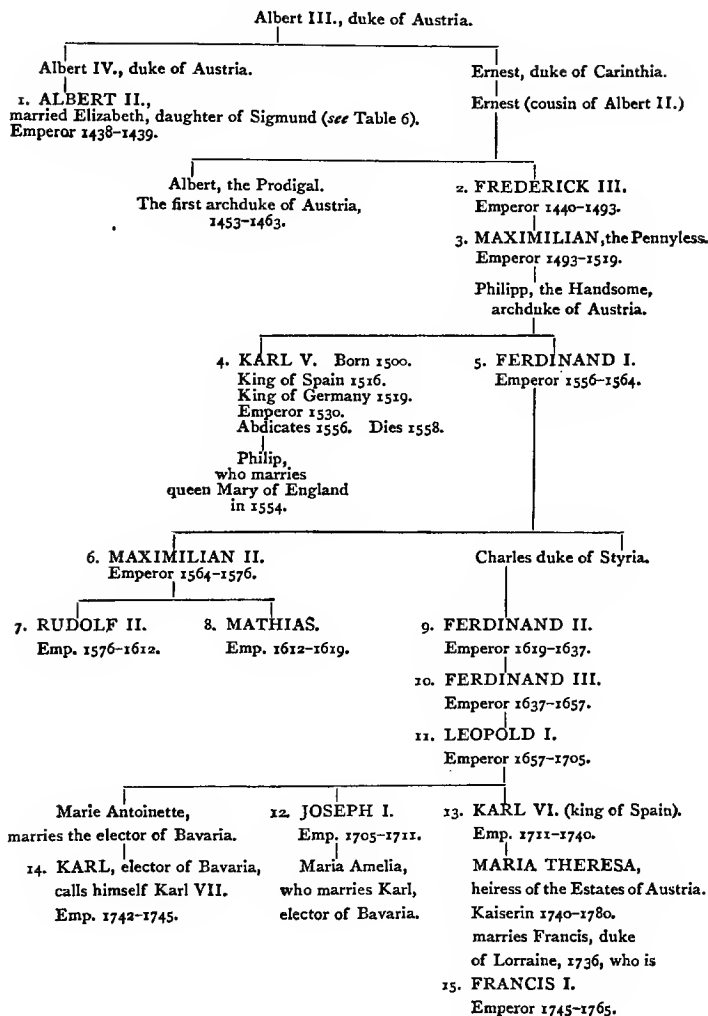 Albert III., duke of Austria.
Albert IV., duke of Austria.
Ernest, duke of Carinthia.
1. ALBERT II.,
married Elizabeth, daughter of Sigmund (see Table 6).
Emperor 1438-1439.
Ernest (cousin of Albert II.)
Albert, the Prodigal.
The first archduke of Austria,
1453-1463.
2. FREDERICK III.
Emperor 1440-1493.
3. MAXIMILIAN, the Pennyless.
Emperor 1493-1519.
Philipp, the Handsome,
archduke of Austria.
4. KARL V. Born 1500.
King of Spain 1516.
King of Germany 1519.
Emperor 1530.
Abdicates 1556. Dies 1558.
Philip,
who marries
queen Mary of England
in 1554.
5. FERDINAND I.
Emperor 1556-1564.
6. MAXIMILIAN II.
Emperor 1564-1576.
Charles duke of Styria.
7. RUDOLF II.
Emp. 1576-1612.
8. MATHIAS.
Emp. 1612-1619.
9. FERDINAND II.
Emperor 1619-1637.
10. FERDINAND III.
Emperor 1637-1657.
11. LEOPOLD I.
Emperor 1657-1705.
Marie Antoinette,
marries the elector of Bavaria.
14. KARL, elector of Bavaria,
calls himself Karl VII.
Emp. 1742-1745.
12. JOSEPH I.
Emp. 1705-1711.
Maria Amelia,
who marries Karl,
elector of Bavaria.
13. KARL VI. (king of Spain).
Emp. 1711-1740.
MARIA THERESA,
heiress of the Estates of Austria.
Kaiserin 1740-1780.
marries Francis, duke
of Lorraine, 1736, who is
15. FRANCIS I.
Emperor 1745-1765.